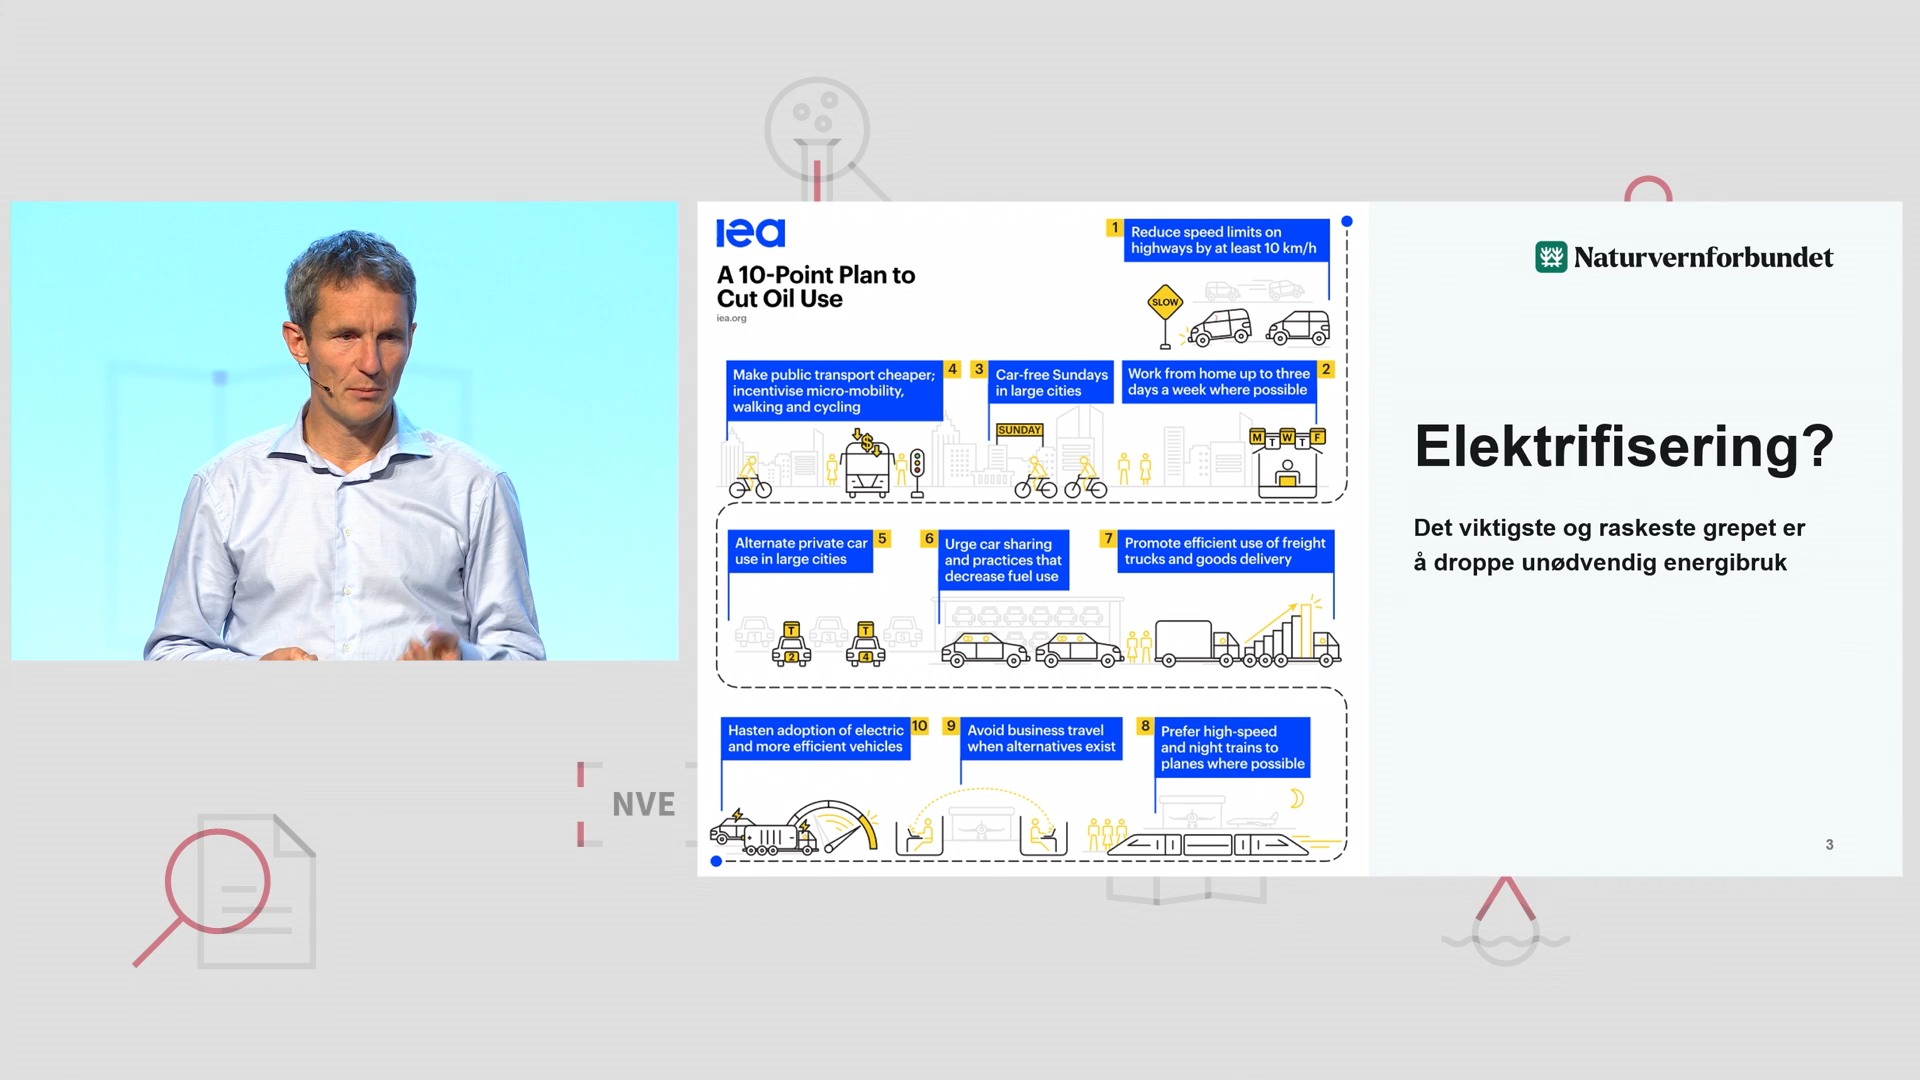 iea
A 10-Point Plan to
Cut Oil Use
iea.org
1
Reduce speed limits on
highways by at least 10 km/h
SLOW
Make public transport cheaper;
incentivise micro-mobility,
walking and cycling
4
3
Car-free Sundays
in large cities
Work from home up to three
days a week where possible
2
SUNDAY
M T W T F
$
Alternate private car
use in large cities
5
6
Urge car sharing
and practices that
decrease fuel use
7
Promote efficient use of freight
trucks and goods delivery
T
T
1
2
3
4
5
Hasten adoption of electric
and more efficient vehicles
10
9
Avoid business travel
when alternatives exist
8
Prefer high-speed
and night trains to
planes where possible
Naturvernforbundet
Elektrifisering?
Det viktigste og raskeste grepet er
å droppe unødvendig energibruk
3
NVE